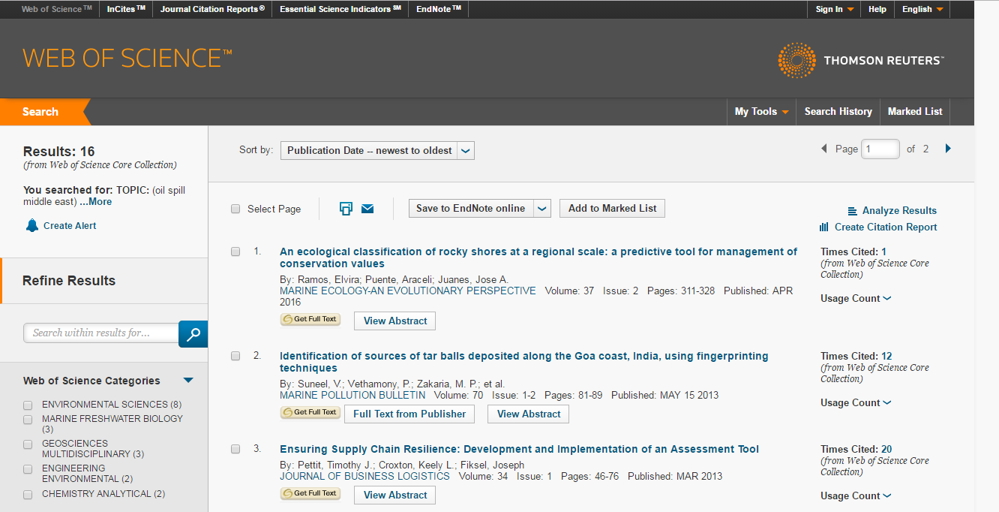 Web of Science™ InCites™ Journal Citation Reports® Essential Science Indicators ℠ EndNote™ Sign In Help English
WEB OF SCIENCE™
THOMSON REUTERS™
Search My Tools Search History Marked List
Results: 16
(from Web of Science Core Collection)
You searched for: TOPIC: (oil spill
middle east) ...More
Create Alert
Refine Results
Search within results for...
Web of Science Categories
ENVIRONMENTAL SCIENCES (8)
MARINE FRESHWATER BIOLOGY
(3)
GEOSCIENCES
MULTIDISCIPLINARY (3)
ENGINEERING
ENVIRONMENTAL (2)
CHEMISTRY ANALYTICAL (2)
Sort by: Publication Date -- newest to oldest
Page 1 of 2
Select Page Save to EndNote online Add to Marked List
Analyze Results
Create Citation Report
1. An ecological classification of rocky shores at a regional scale: a predictive tool for management of
conservation values
By: Ramos, Elvira; Puente, Araceli; Juanes, Jose A.
MARINE ECOLOGY-AN EVOLUTIONARY PERSPECTIVE Volume: 37 Issue: 2 Pages: 311-328 Published: APR
2016
Get Full Text View Abstract
Times Cited: 1
(from Web of Science Core
Collection)
Usage Count
2. Identification of sources of tar balls deposited along the Goa coast, India, using fingerprinting
techniques
By: Suneel, V.; Vethamony, P.; Zakaria, M. P.; et al.
MARINE POLLUTION BULLETIN Volume: 70 Issue: 1-2 Pages: 81-89 Published: MAY 15 2013
Get Full Text Full Text from Publisher View Abstract
Times Cited: 12
(from Web of Science Core
Collection)
Usage Count
3. Ensuring Supply Chain Resilience: Development and Implementation of an Assessment Tool
By: Pettit, Timothy J.; Croxton, Keely L.; Fiksel, Joseph
JOURNAL OF BUSINESS LOGISTICS Volume: 34 Issue: 1 Pages: 46-76 Published: MAR 2013
Get Full Text View Abstract
Times Cited: 20
(from Web of Science Core
Collection)
Usage Count